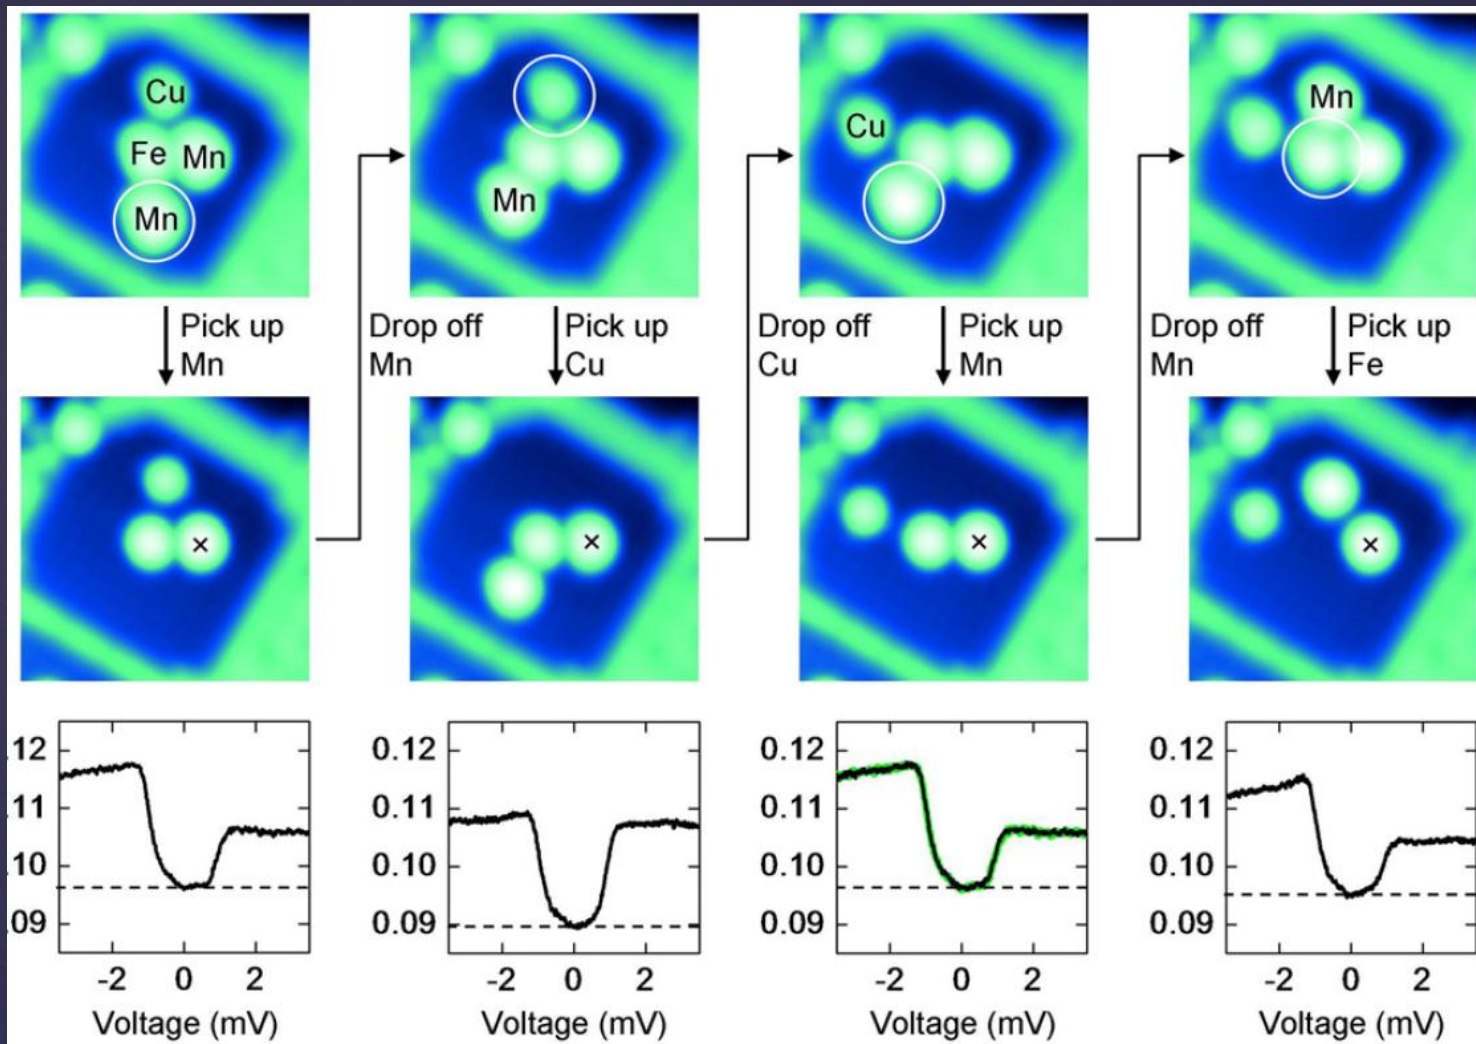 Cu
Fe Mn
Mn
Mn
Cu
Mn
Pick up
Mn
Drop off
Mn
Pick up
Cu
Drop off
Cu
Pick up
Mn
Drop off
Mn
Pick up
Fe
×
×
×
×
.12
.11
.10
.09
-2 0 2
Voltage (mV)
0.12
0.11
0.10
0.09
-2 0 2
Voltage (mV)
0.12
0.11
0.10
0.09
-2 0 2
Voltage (mV)
0.12
0.11
0.10
0.09
-2 0 2
Voltage (mV)